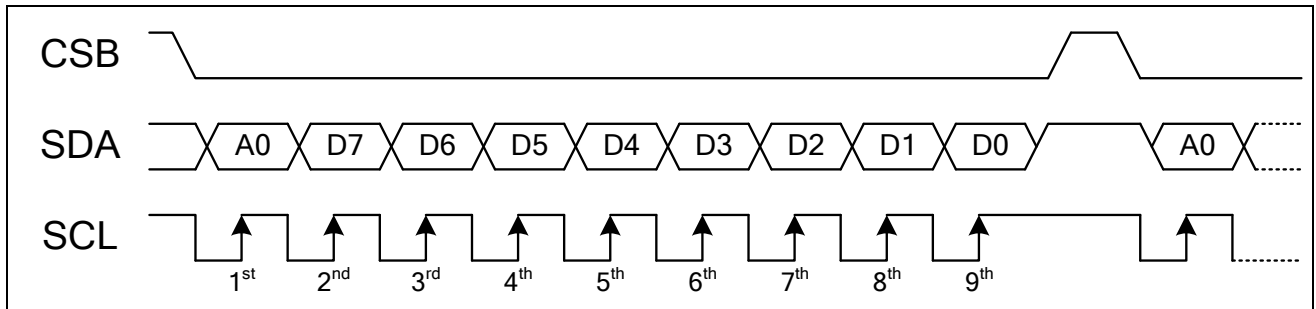 CSB
SDA A0 D7 D6 D5 D4 D3 D2 D1 D0 A0
SCL
1st 2nd 3rd 4th 5th 6th 7th 8th 9th